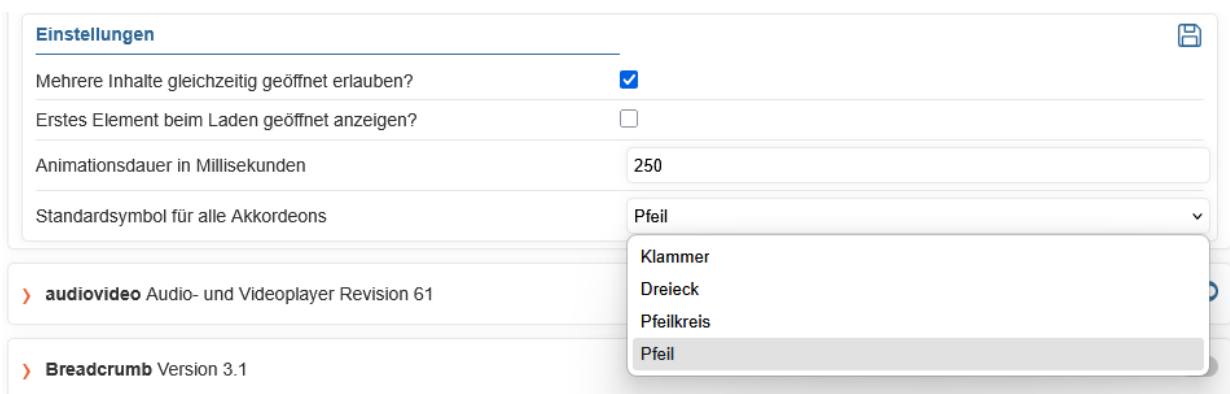 Einstellungen
Mehrere Inhalte gleichzeitig geöffnet erlauben?
Erstes Element beim Laden geöffnet anzeigen?
Animationsdauer in Millisekunden 250
Standardsymbol für alle Akkordeons Pfeil
Klammer
Dreieck
Pfeilkreis
Pfeil
audiovideo Audio- und Videoplayer Revision 61
Breadcrumb Version 3.1